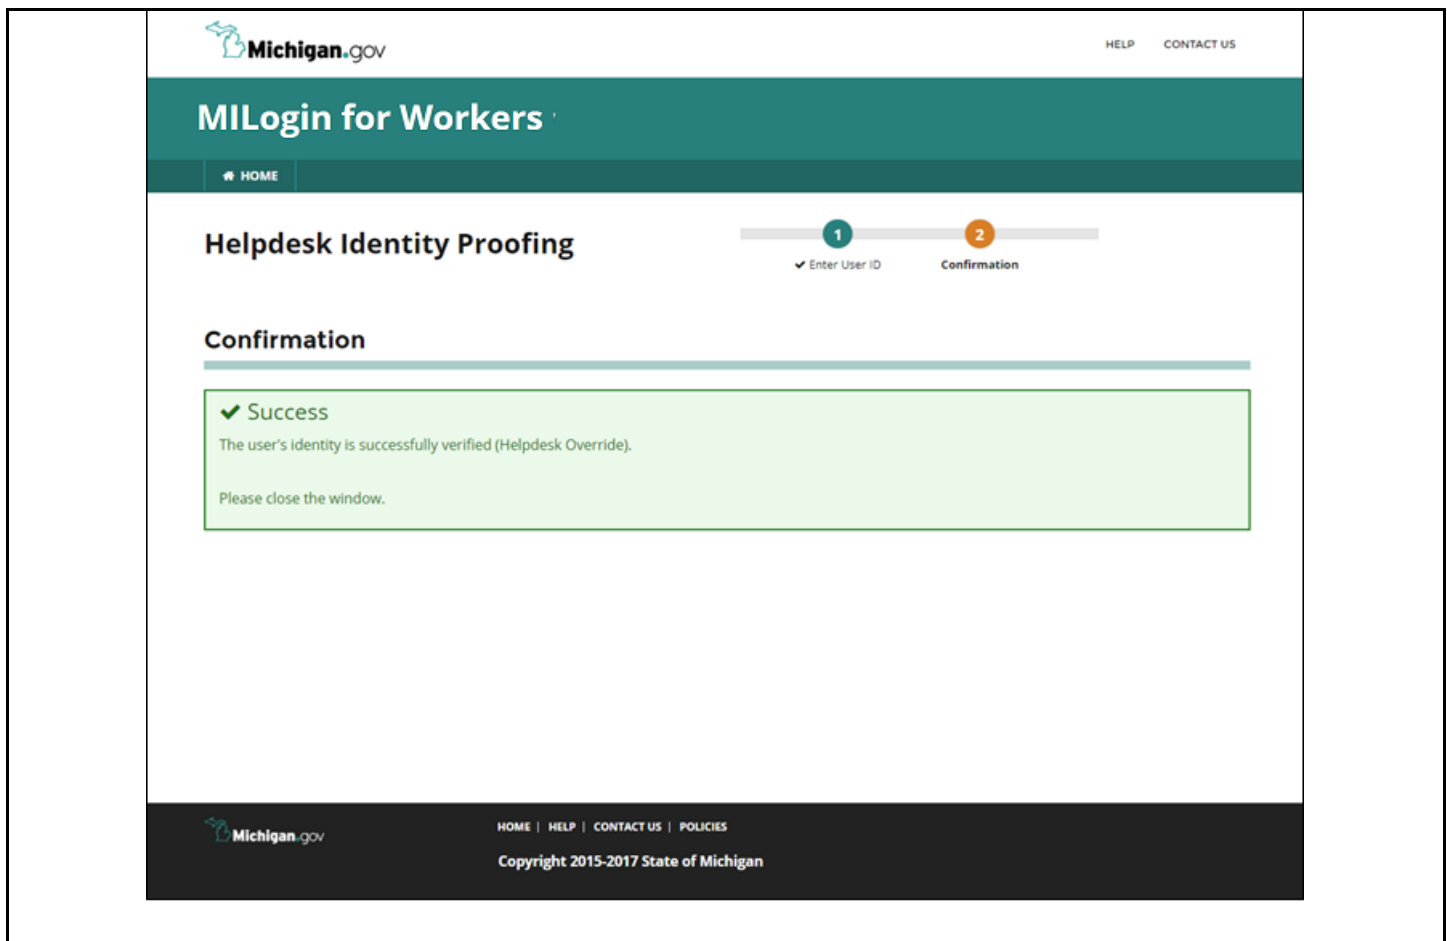 Michigan.gov
HELP CONTACT US
MILogin for Workers
HOME
Helpdesk Identity Proofing
1 2
Enter User ID Confirmation
Confirmation
Success
The user's identity is successfully verified (Helpdesk Override).
Please close the window.
Michigan.gov
HOME | HELP | CONTACT US | POLICIES
Copyright 2015-2017 State of Michigan